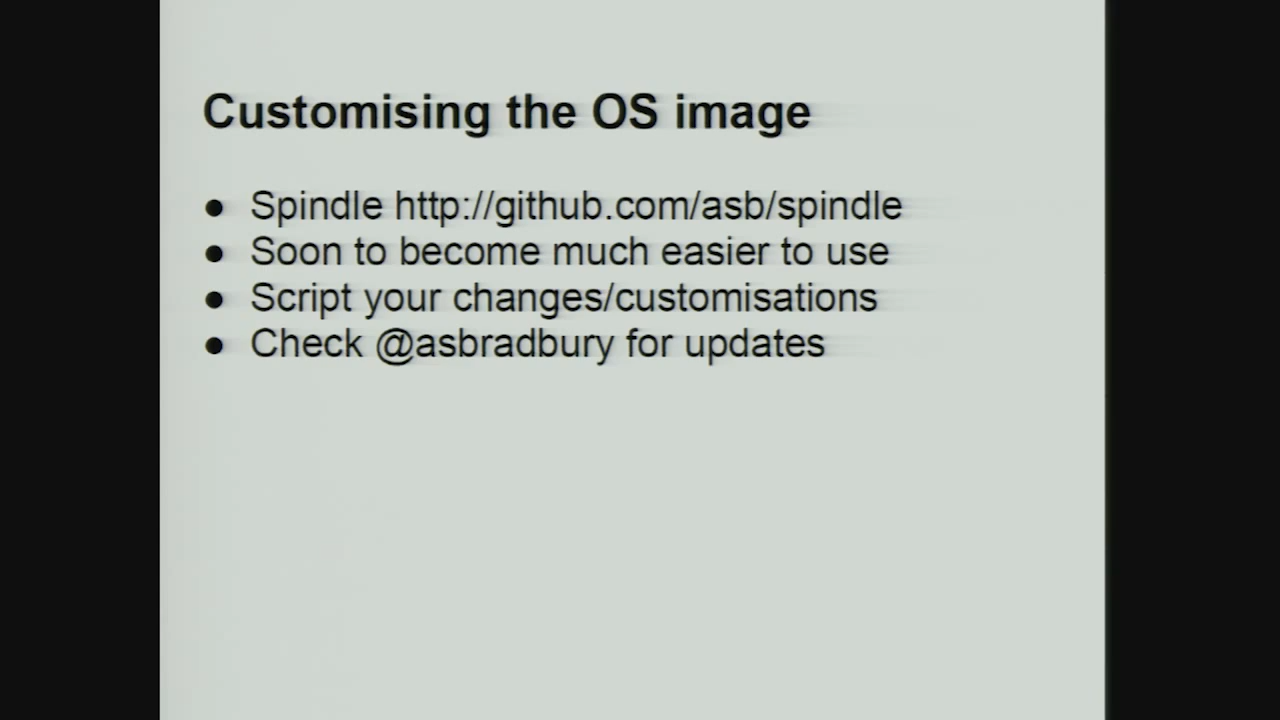 Customising the OS image
● Spindle http://github.com/asb/spindle
● Soon to become much easier to use
● Script your changes/customisations
● Check @asbradbury for updates